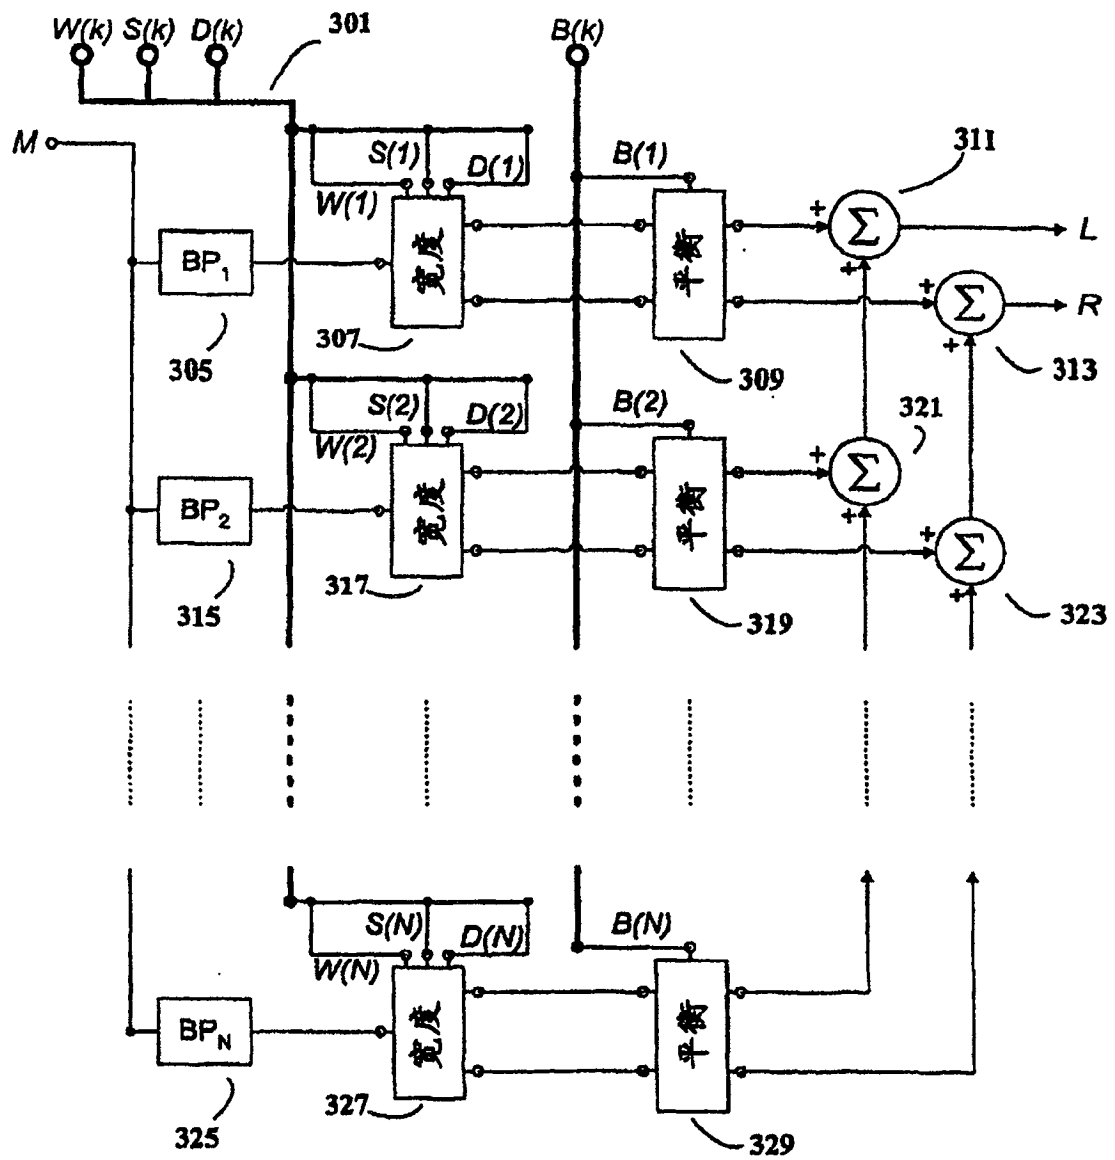 W(k) S(k) D(k) 301 B(k)
M
S(1) D(1) B(1) 311
W(1)
宽度 平衡 + Σ L
BP1 + + Σ R
305 307 309 + 313
S(2) D(2) B(2) 321
W(2)
宽度 平衡 + Σ
BP2 + + Σ
315 317 319 + 323
S(N) D(N) B(N)
W(N)
宽度 平衡
BPN
325 327 329